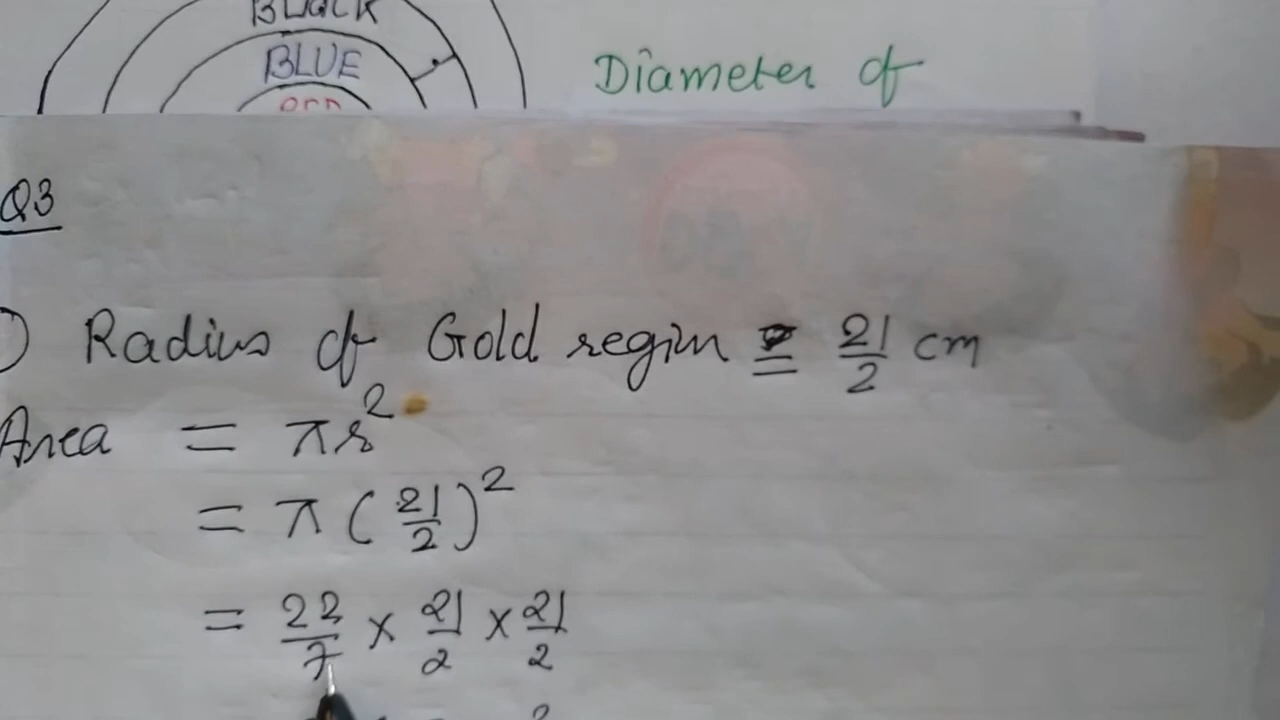 BLACK
BLUE
Diameter of
Q3
) Radius of Gold region = 21/2 cm
Area = πr²
= π (21/2)²
= 22/7 × 21/2 × 21/2